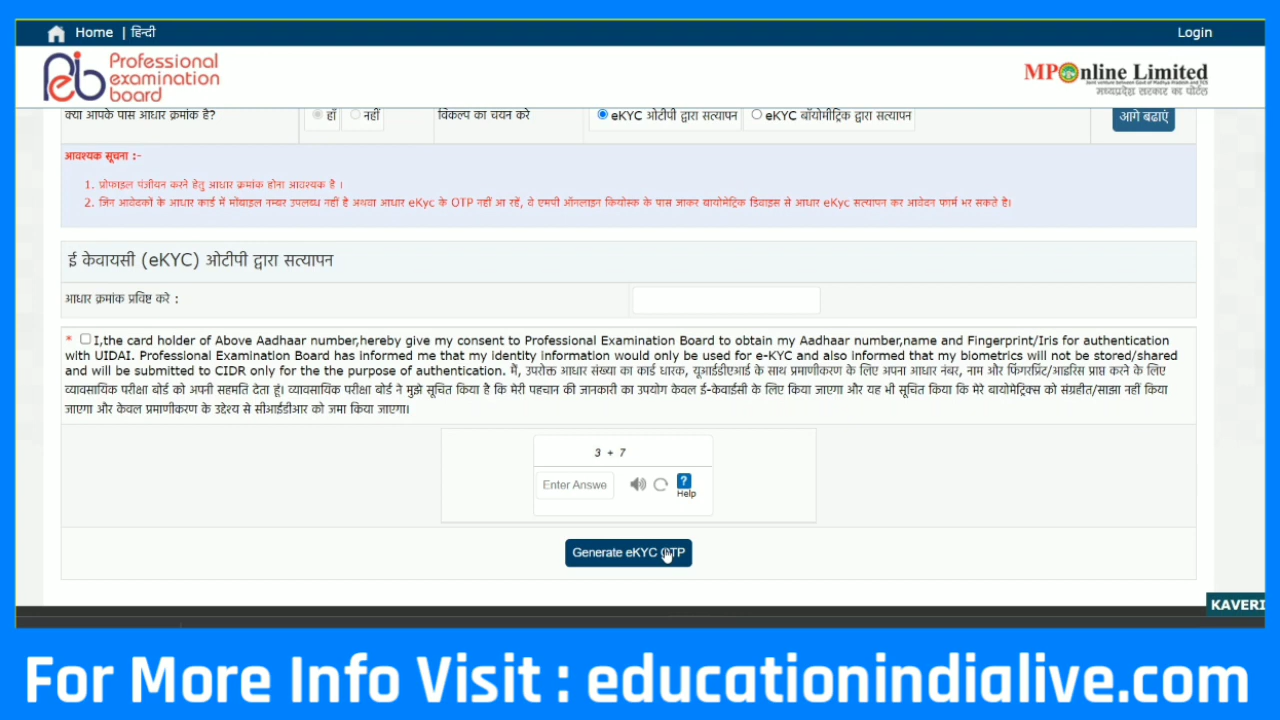 Home | हिन्दी
Login
Professional
examination
board
MPOnline Limited
मध्यप्रदेश सरकार का पोर्टल
क्या आपके पास आधार क्रमांक है?
हाँ
नहीं
विकल्प का चयन करे
eKYC ओटीपी द्वारा सत्यापन
eKYC बॉयोमीट्रिक द्वारा सत्यापन
आगे बढाएं
आवश्यक सूचना :-
1. प्रोफाइल पंजीयन करने हेतु आधार क्रमांक होना आवश्यक है ।
2. जिन आवेदकों के आधार कार्ड में मोबाइल नम्बर उपलब्ध नहीं है अथवा आधार eKyc के OTP नहीं आ रहें, वे एमपी ऑनलाइन कियोस्क के पास जाकर बायोमेट्रिक डिवाइस से आधार eKyc सत्यापन कर आवेदन फार्म भर सकते है।
ई केवायसी (eKYC) ओटीपी द्वारा सत्यापन
आधार क्रमांक प्रविष्ट करे :
* I,the card holder of Above Aadhaar number,hereby give my consent to Professional Examination Board to obtain my Aadhaar number,name and Fingerprint/Iris for authentication
with UIDAI. Professional Examination Board has informed me that my identity information would only be used for e-KYC and also informed that my biometrics will not be stored/shared
and will be submitted to CIDR only for the the purpose of authentication. मैं, उपरोक्त आधार संख्या का कार्ड धारक, यूआईडीएआई के साथ प्रमाणीकरण के लिए अपना आधार नंबर, नाम और फिंगरप्रिंट/आइरिस प्राप्त करने के लिए
व्यावसायिक परीक्षा बोर्ड को अपनी सहमति देता हूं। व्यावसायिक परीक्षा बोर्ड ने मुझे सूचित किया है कि मेरी पहचान की जानकारी का उपयोग केवल ई-केवाईसी के लिए किया जाएगा और यह भी सूचित किया कि मेरे बायोमेट्रिक्स को संग्रहीत/साझा नहीं किया
जाएगा और केवल प्रमाणीकरण के उद्देश्य से सीआईडीआर को जमा किया जाएगा।
3 + 7
Enter Answe
?
Help
Generate eKYC OTP
KAVERI
For More Info Visit : educationindialive.com